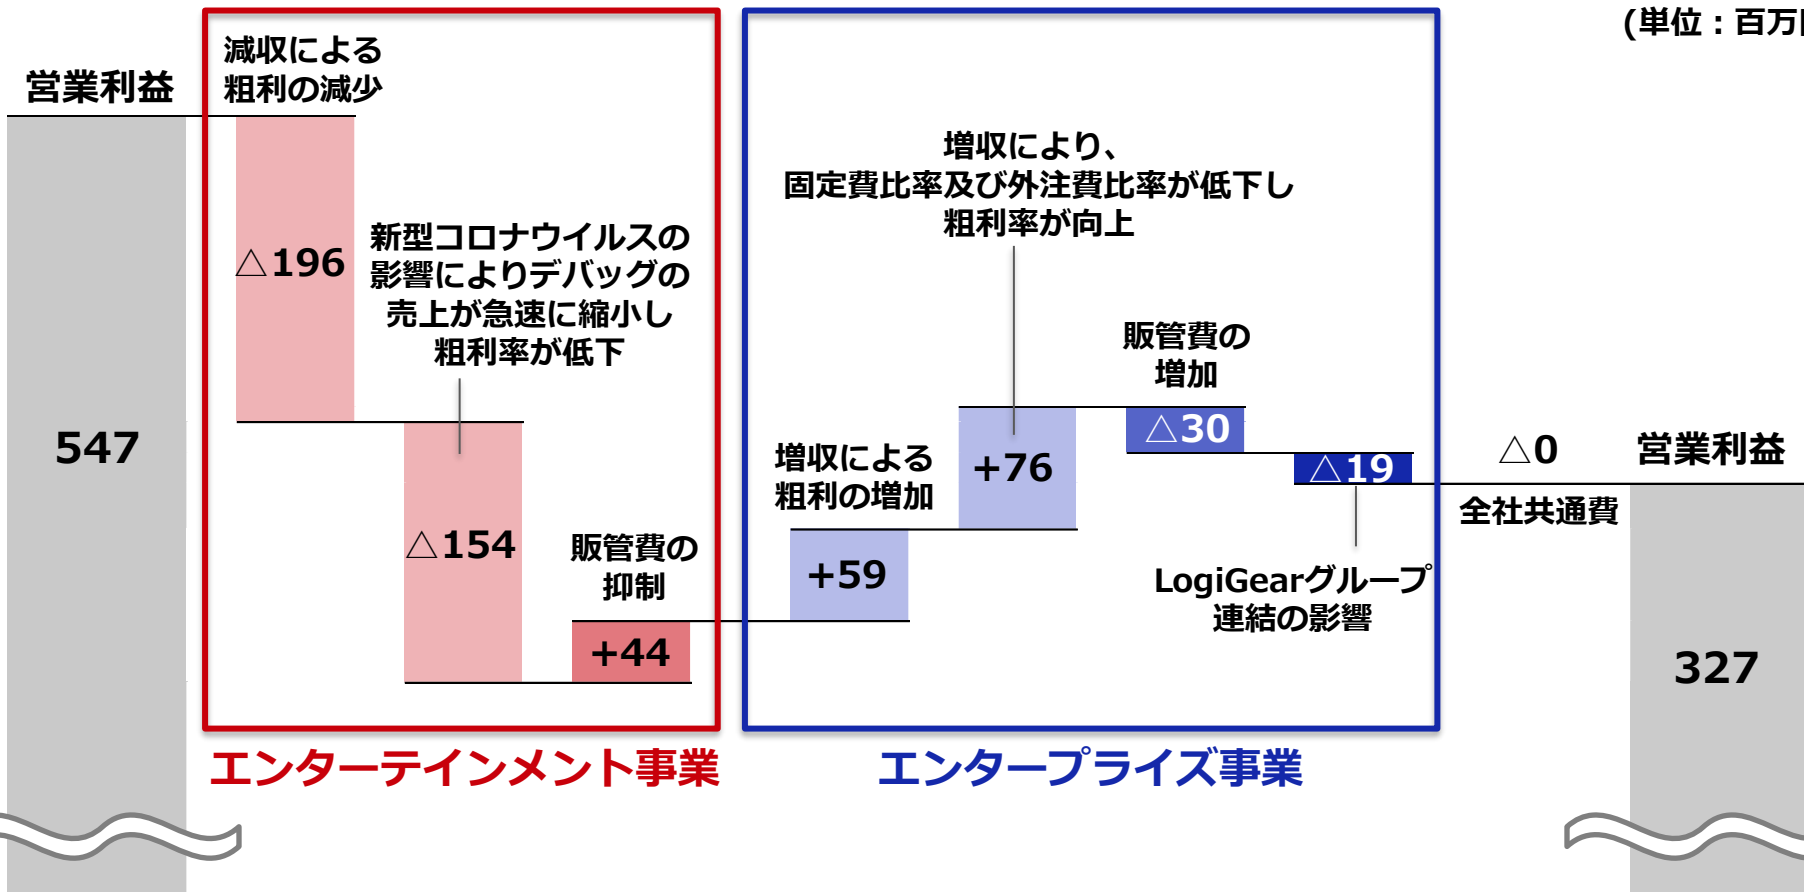 (単位：百万
営業利益
547
減収による
粗利の減少
△196
新型コロナウイルスの
影響によりデバッグの
売上が急速に縮小し
粗利率が低下
△154
販管費の
抑制
+44
エンターテインメント事業
増収による
粗利の増加
+59
増収により、
固定費比率及び外注費比率が低下し
粗利率が向上
+76
販管費の
増加
△30
△19
LogiGearグループ
連結の影響
エンタープライズ事業
△0
全社共通費
営業利益
327